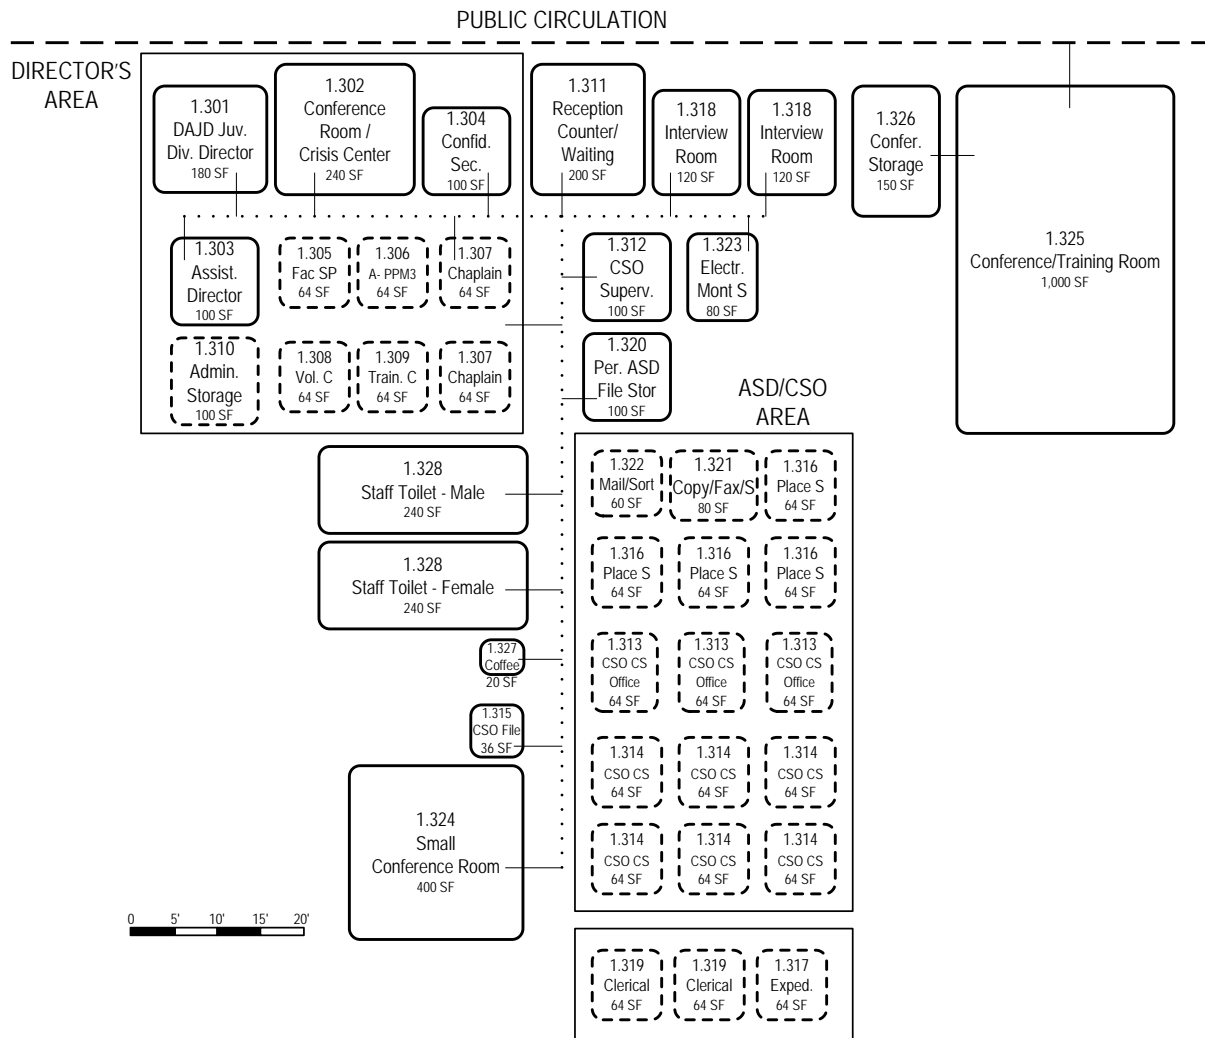 PUBLIC CIRCULATION
DIRECTOR'S
AREA
1.301
DAJD Juv.
Div. Director
180 SF
1.302
Conference
Room /
Crisis Center
240 SF
1.304
Confid.
Sec.
100 SF
1.311
Reception
Counter/
Waiting
200 SF
1.318
Interview
Room
120 SF
1.318
Interview
Room
120 SF
1.326
Confer.
Storage
150 SF
1.325
Conference/Training Room
1,000 SF
1.303
Assist.
Director
100 SF
1.305
Fac SP
64 SF
1.306
A- PPM3
64 SF
1.307
Chaplain
64 SF
1.312
CSO
Superv.
100 SF
1.323
Electr.
Mont S
80 SF
1.310
Admin.
Storage
100 SF
1.308
Vol. C
64 SF
1.309
Train. C
64 SF
1.307
Chaplain
64 SF
1.320
Per. ASD
File Stor
100 SF
ASD/CSO
AREA
1.328
Staff Toilet - Male
240 SF
1.322
Mail/Sort
60 SF
1.321
Copy/Fax/S
80 SF
1.316
Place S
64 SF
1.328
Staff Toilet - Female
240 SF
1.316
Place S
64 SF
1.316
Place S
64 SF
1.316
Place S
64 SF
1.327
Coffee
20 SF
1.313
CSO CS
Office
64 SF
1.313
CSO CS
Office
64 SF
1.313
CSO CS
Office
64 SF
1.315
CSO File
36 SF
1.314
CSO CS
64 SF
1.314
CSO CS
64 SF
1.314
CSO CS
64 SF
1.324
Small
Conference Room
400 SF
1.314
CSO CS
64 SF
1.314
CSO CS
64 SF
1.314
CSO CS
64 SF
0 5' 10' 15' 20'
1.319
Clerical
64 SF
1.319
Clerical
64 SF
1.317
Exped.
64 SF